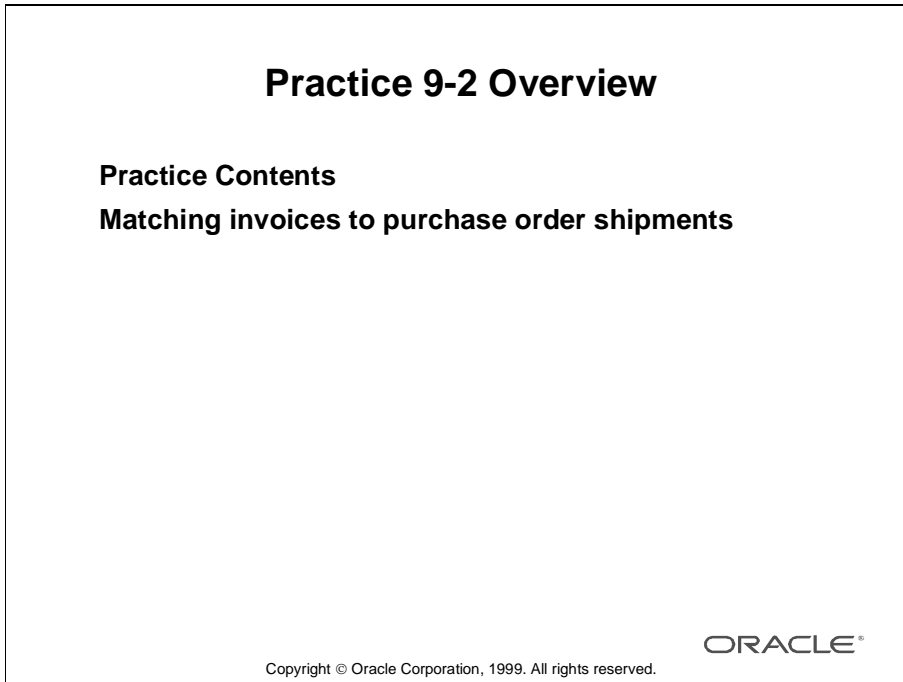 Practice 9-2 Overview
Practice Contents
Matching invoices to purchase order shipments
ORACLE®
Copyright © Oracle Corporation, 1999. All rights reserved.